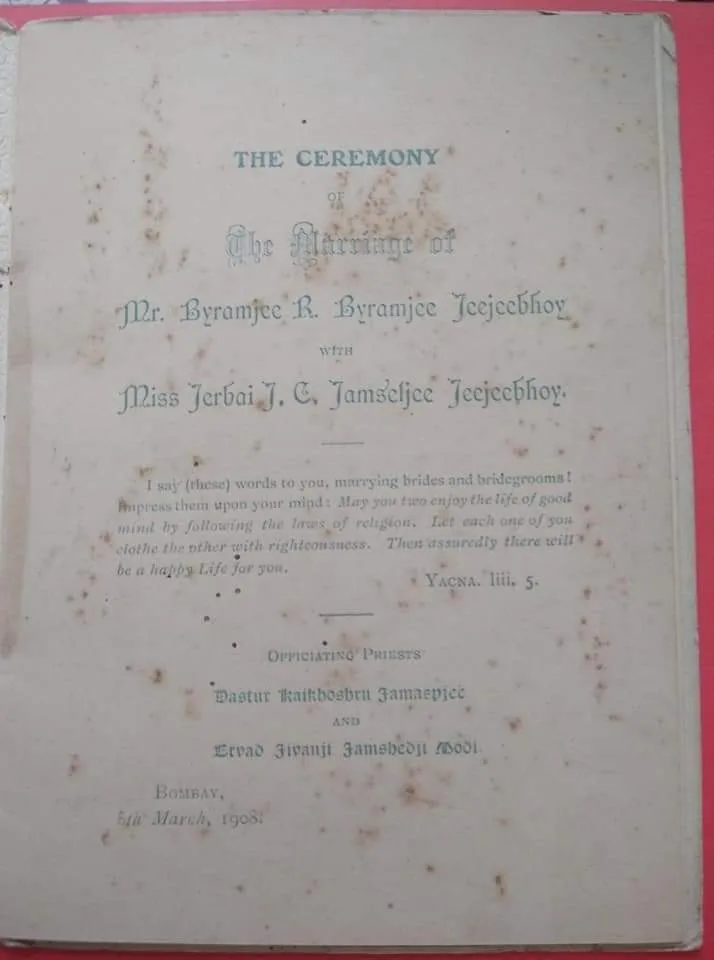 THE CEREMONY
OF
The Marriage of
Mr. Byramjee R. Byramjee Jeejeebhoy
WITH
Miss Jerbai J. C. Jamsetjee Jeejeebhoy.
I say (these) words to you, marrying brides and bridegrooms!
Impress them upon your mind: May you two enjoy the life of good
mind by following the laws of religion. Let each one of you
clothe the other with righteousness. Then assuredly there will
be a happy Life for you.
YACNA. liii, 5.
OFFICIATING PRIESTS
Dastur Kaikhosbru Jamaspjee
AND
Ervad Jivanji Jamshedji Modi.
BOMBAY,
March, 1908.